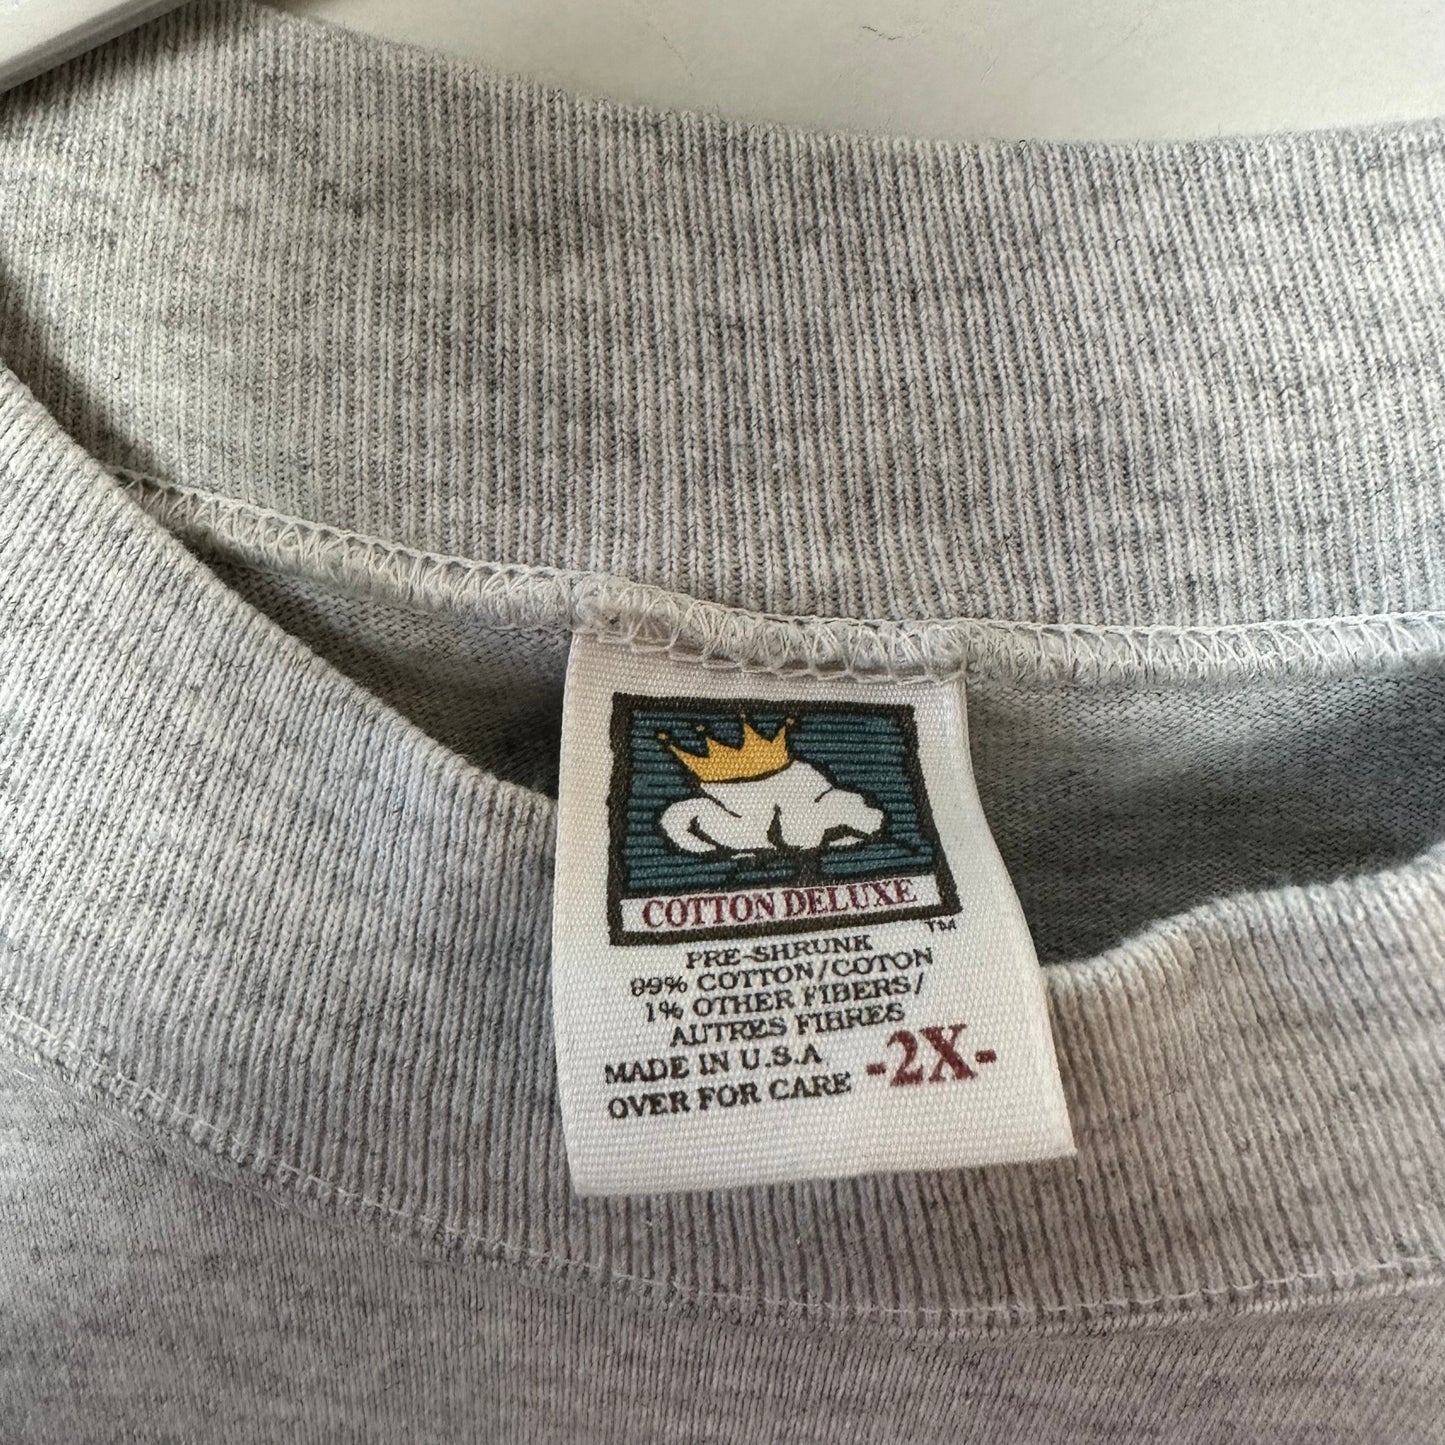 COTTON DELUXE
TM
PRE-SHRUNK
99% COTTON/COTON
1% OTHER FIBERS/
AUTRES FIBRES
MADE IN U.S.A
OVER FOR CARE
-2X-